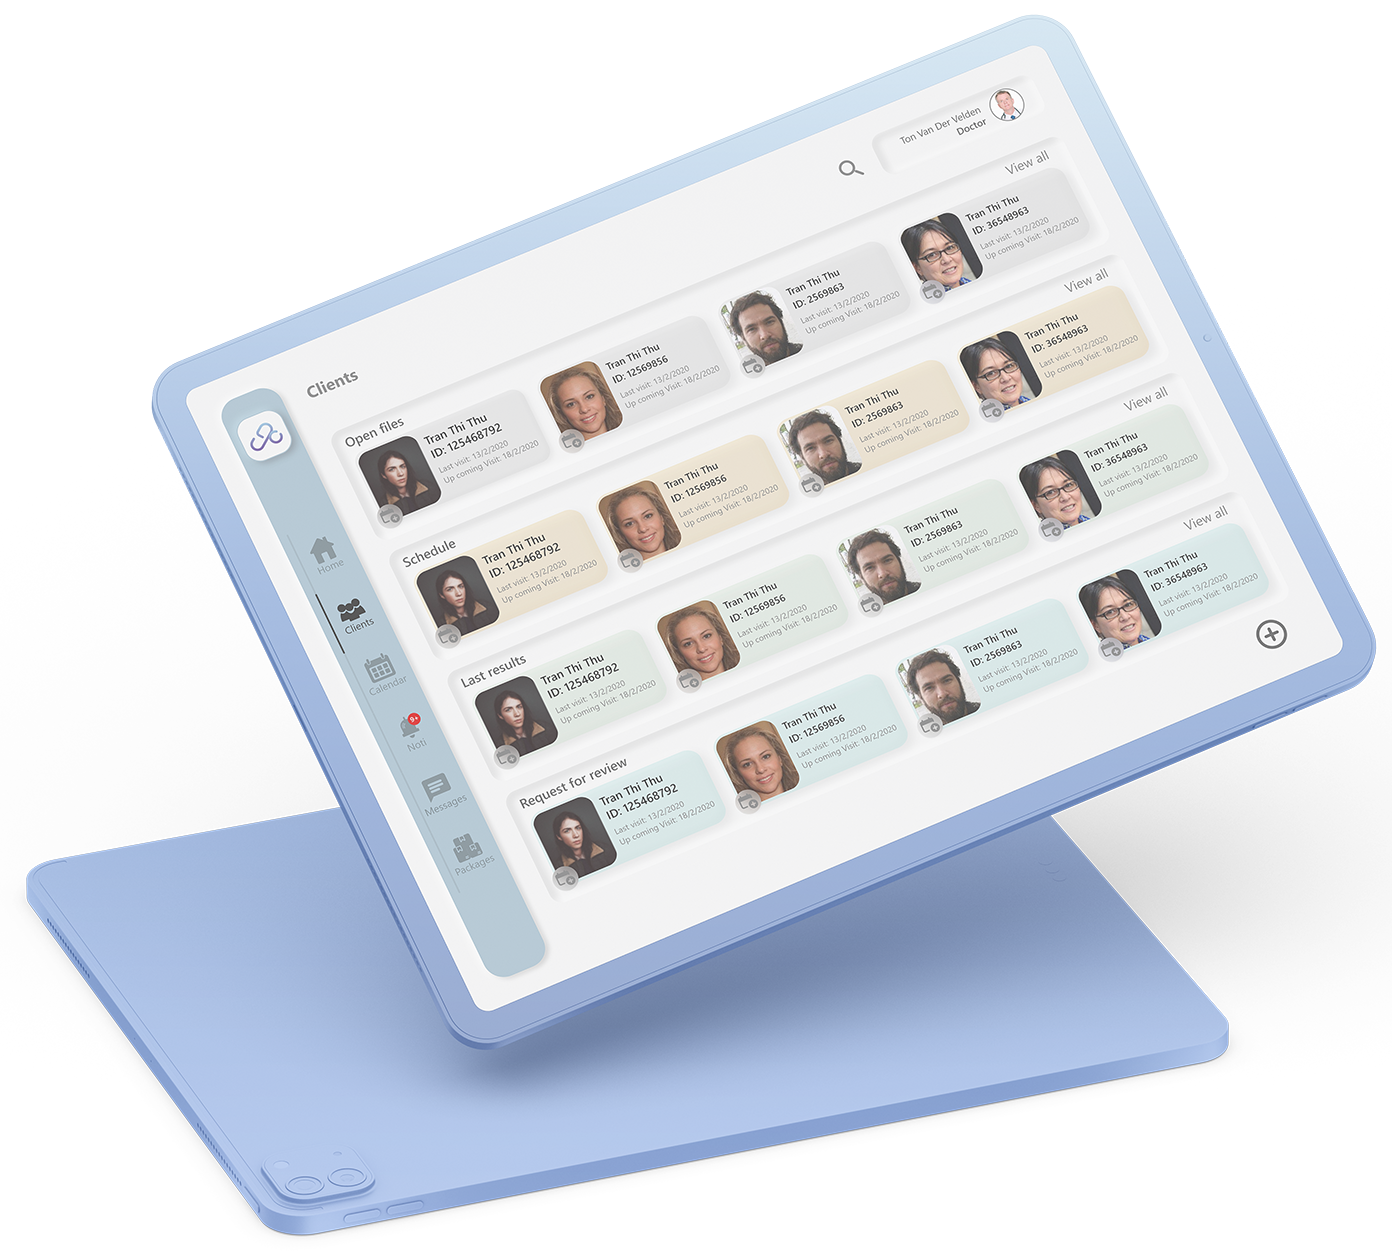 Ton Van Der Velden
Doctor
Clients
View all
Open files
Tran Thi Thu
ID: 125468792
Last visit: 13/2/2020
Up coming Visit: 18/2/2020
Tran Thi Thu
ID: 12569856
Last visit: 13/2/2020
Up coming Visit: 18/2/2020
Tran Thi Thu
ID: 2569863
Last visit: 13/2/2020
Up coming Visit: 18/2/2020
Tran Thi Thu
ID: 36548963
Last visit: 13/2/2020
Up coming Visit: 18/2/2020
View all
Schedule
Tran Thi Thu
ID: 125468792
Last visit: 13/2/2020
Up coming Visit: 18/2/2020
Tran Thi Thu
ID: 12569856
Last visit: 13/2/2020
Up coming Visit: 18/2/2020
Tran Thi Thu
ID: 2569863
Last visit: 13/2/2020
Up coming Visit: 18/2/2020
Tran Thi Thu
ID: 36548963
Last visit: 13/2/2020
Up coming Visit: 18/2/2020
View all
Last results
Tran Thi Thu
ID: 125468792
Last visit: 13/2/2020
Up coming Visit: 18/2/2020
Tran Thi Thu
ID: 12569856
Last visit: 13/2/2020
Up coming Visit: 18/2/2020
Tran Thi Thu
ID: 2569863
Last visit: 13/2/2020
Up coming Visit: 18/2/2020
Tran Thi Thu
ID: 36548963
Last visit: 13/2/2020
Up coming Visit: 18/2/2020
View all
Request for review
Tran Thi Thu
ID: 125468792
Last visit: 13/2/2020
Up coming Visit: 18/2/2020
Tran Thi Thu
ID: 12569856
Last visit: 13/2/2020
Up coming Visit: 18/2/2020
Tran Thi Thu
ID: 2569863
Last visit: 13/2/2020
Up coming Visit: 18/2/2020
Tran Thi Thu
ID: 36548963
Last visit: 13/2/2020
Up coming Visit: 18/2/2020
Home
Clients
Calendar
9+
Noti
Messages
Packages